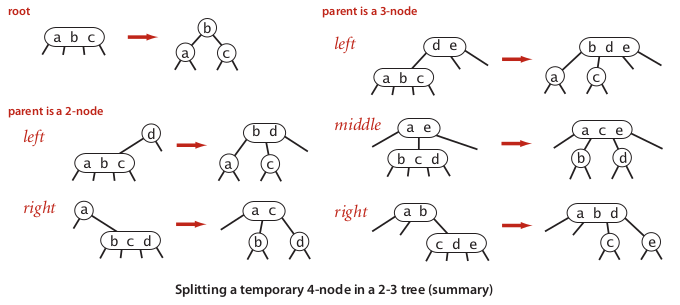 root
a b c
b
a
c
parent is a 2-node
left
d
a b c
b d
a
c
right
a
b c d
a c
b
d
parent is a 3-node
left
d e
a b c
b d e
a
c
middle
a e
b c d
a c e
b
d
right
a b
c d e
a b d
c
e
Splitting a temporary 4-node in a 2-3 tree (summary)